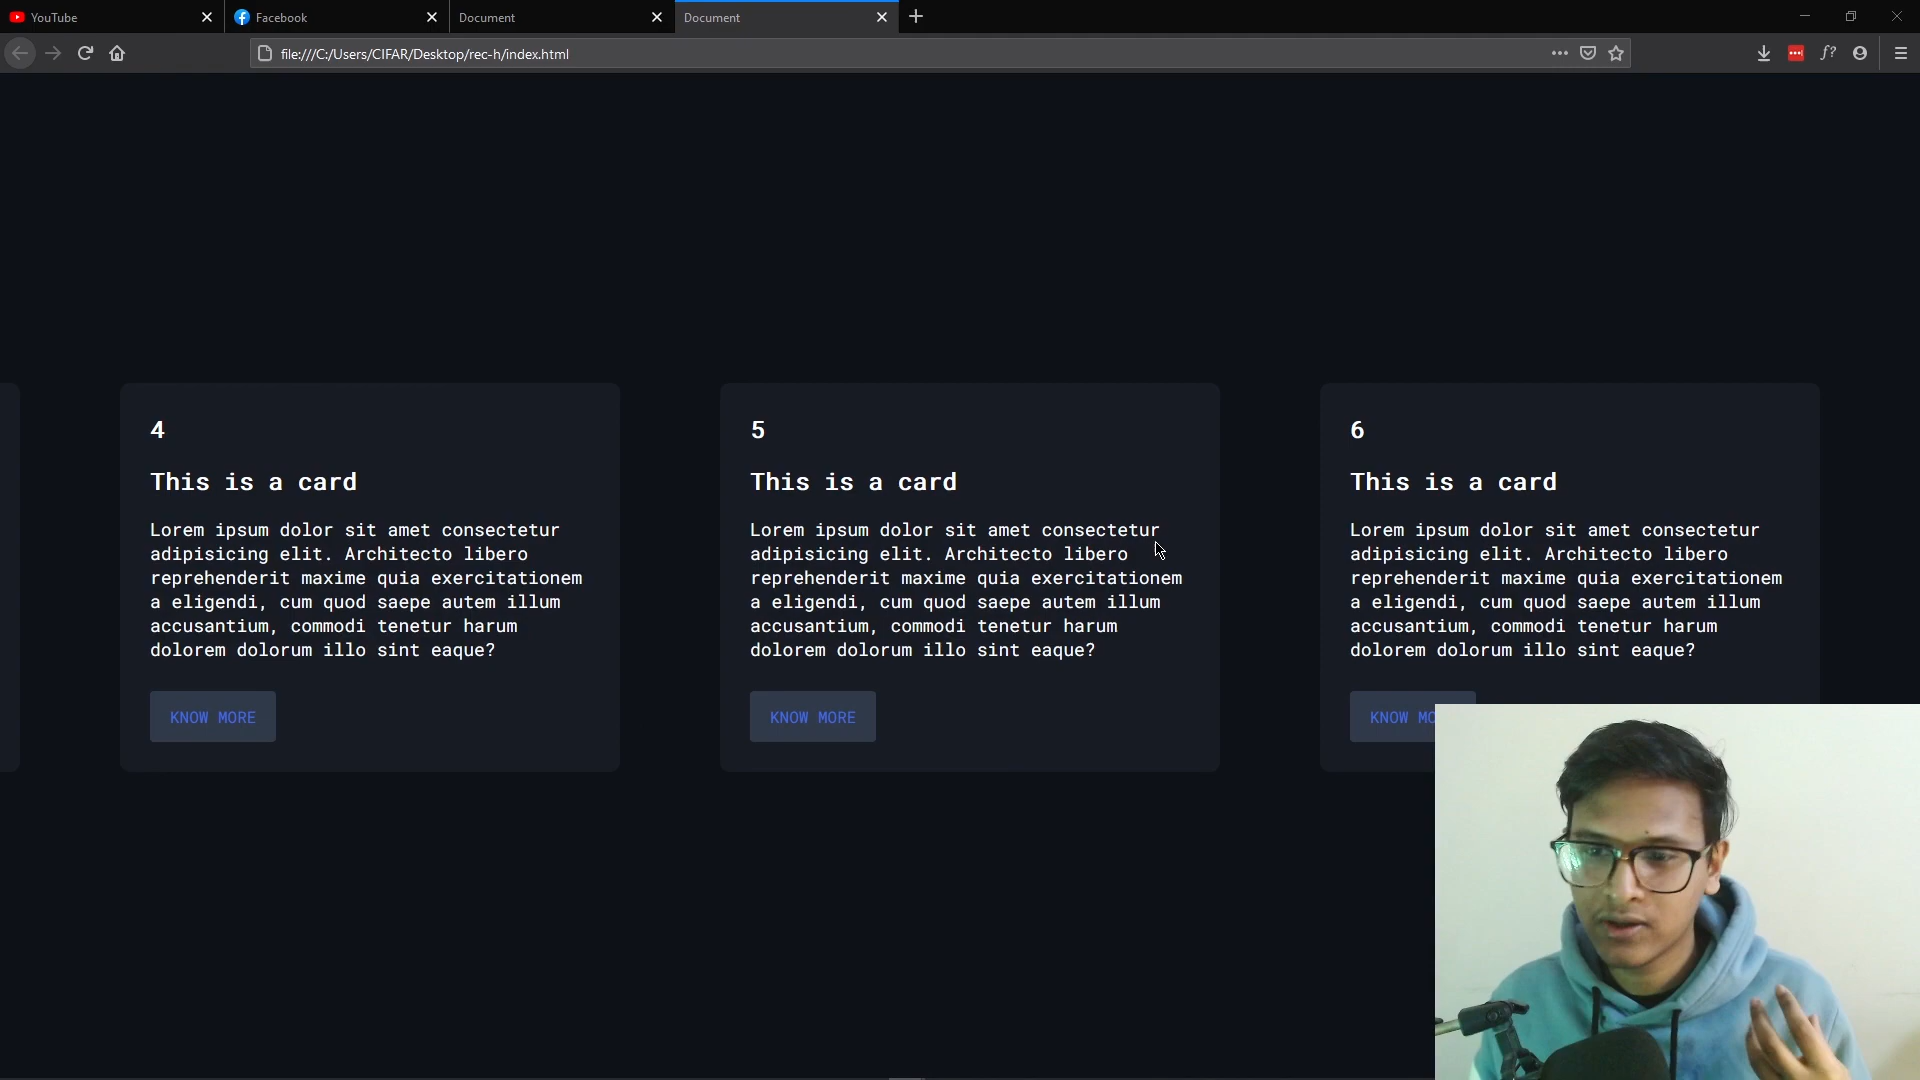 YouTube
Facebook
Document
Document
file:///C:/Users/CIFAR/Desktop/rec-h/index.html
f?
4
This is a card
Lorem ipsum dolor sit amet consectetur
adipisicing elit. Architecto libero
reprehenderit maxime quia exercitationem
a eligendi, cum quod saepe autem illum
accusantium, commodi tenetur harum
dolorem dolorum illo sint eaque?
KNOW MORE
5
This is a card
Lorem ipsum dolor sit amet consectetur
adipisicing elit. Architecto libero
reprehenderit maxime quia exercitationem
a eligendi, cum quod saepe autem illum
accusantium, commodi tenetur harum
dolorem dolorum illo sint eaque?
KNOW MORE
6
This is a card
Lorem ipsum dolor sit amet consectetur
adipisicing elit. Architecto libero
reprehenderit maxime quia exercitationem
a eligendi, cum quod saepe autem illum
accusantium, commodi tenetur harum
dolorem dolorum illo sint eaque?
KNOW MO